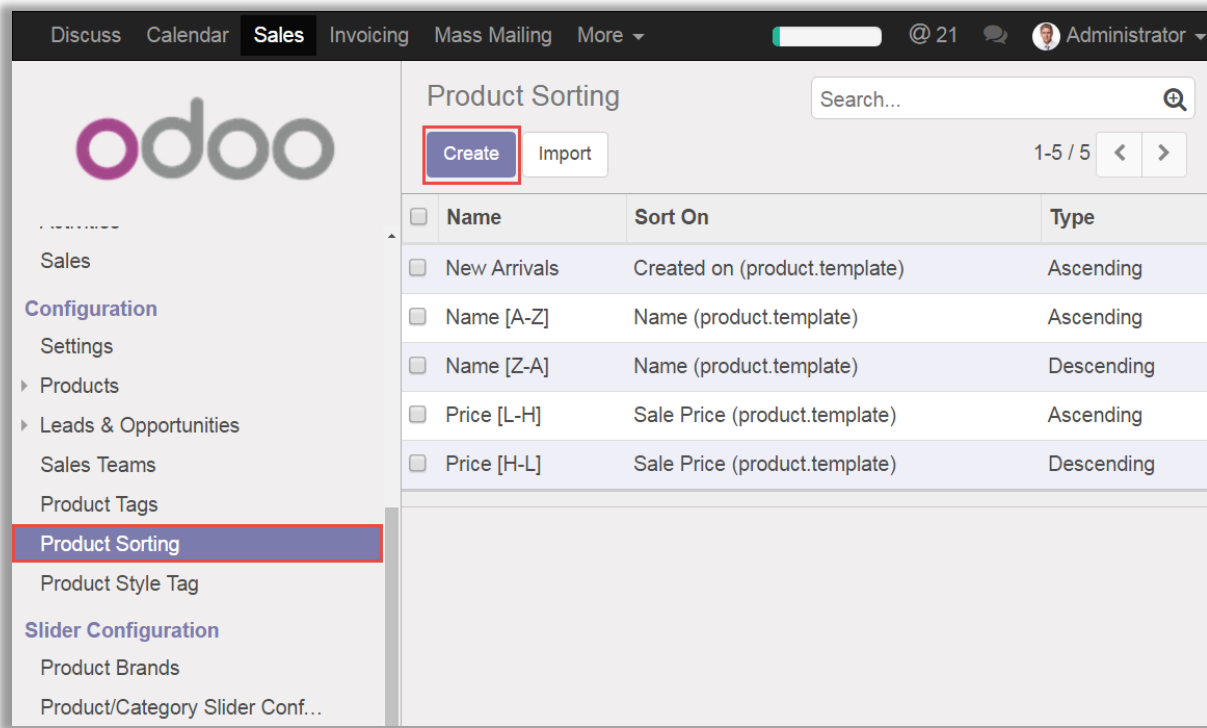 Discuss Calendar Sales Invoicing Mass Mailing More @ 21 Administrator
odoo
Sales
Configuration
Settings
Products
Leads & Opportunities
Sales Teams
Product Tags
Product Sorting
Product Style Tag
Slider Configuration
Product Brands
Product/Category Slider Conf...
Product Sorting Search...
Create Import 1-5 / 5
Name Sort On Type
New Arrivals Created on (product.template) Ascending
Name [A-Z] Name (product.template) Ascending
Name [Z-A] Name (product.template) Descending
Price [L-H] Sale Price (product.template) Ascending
Price [H-L] Sale Price (product.template) Descending